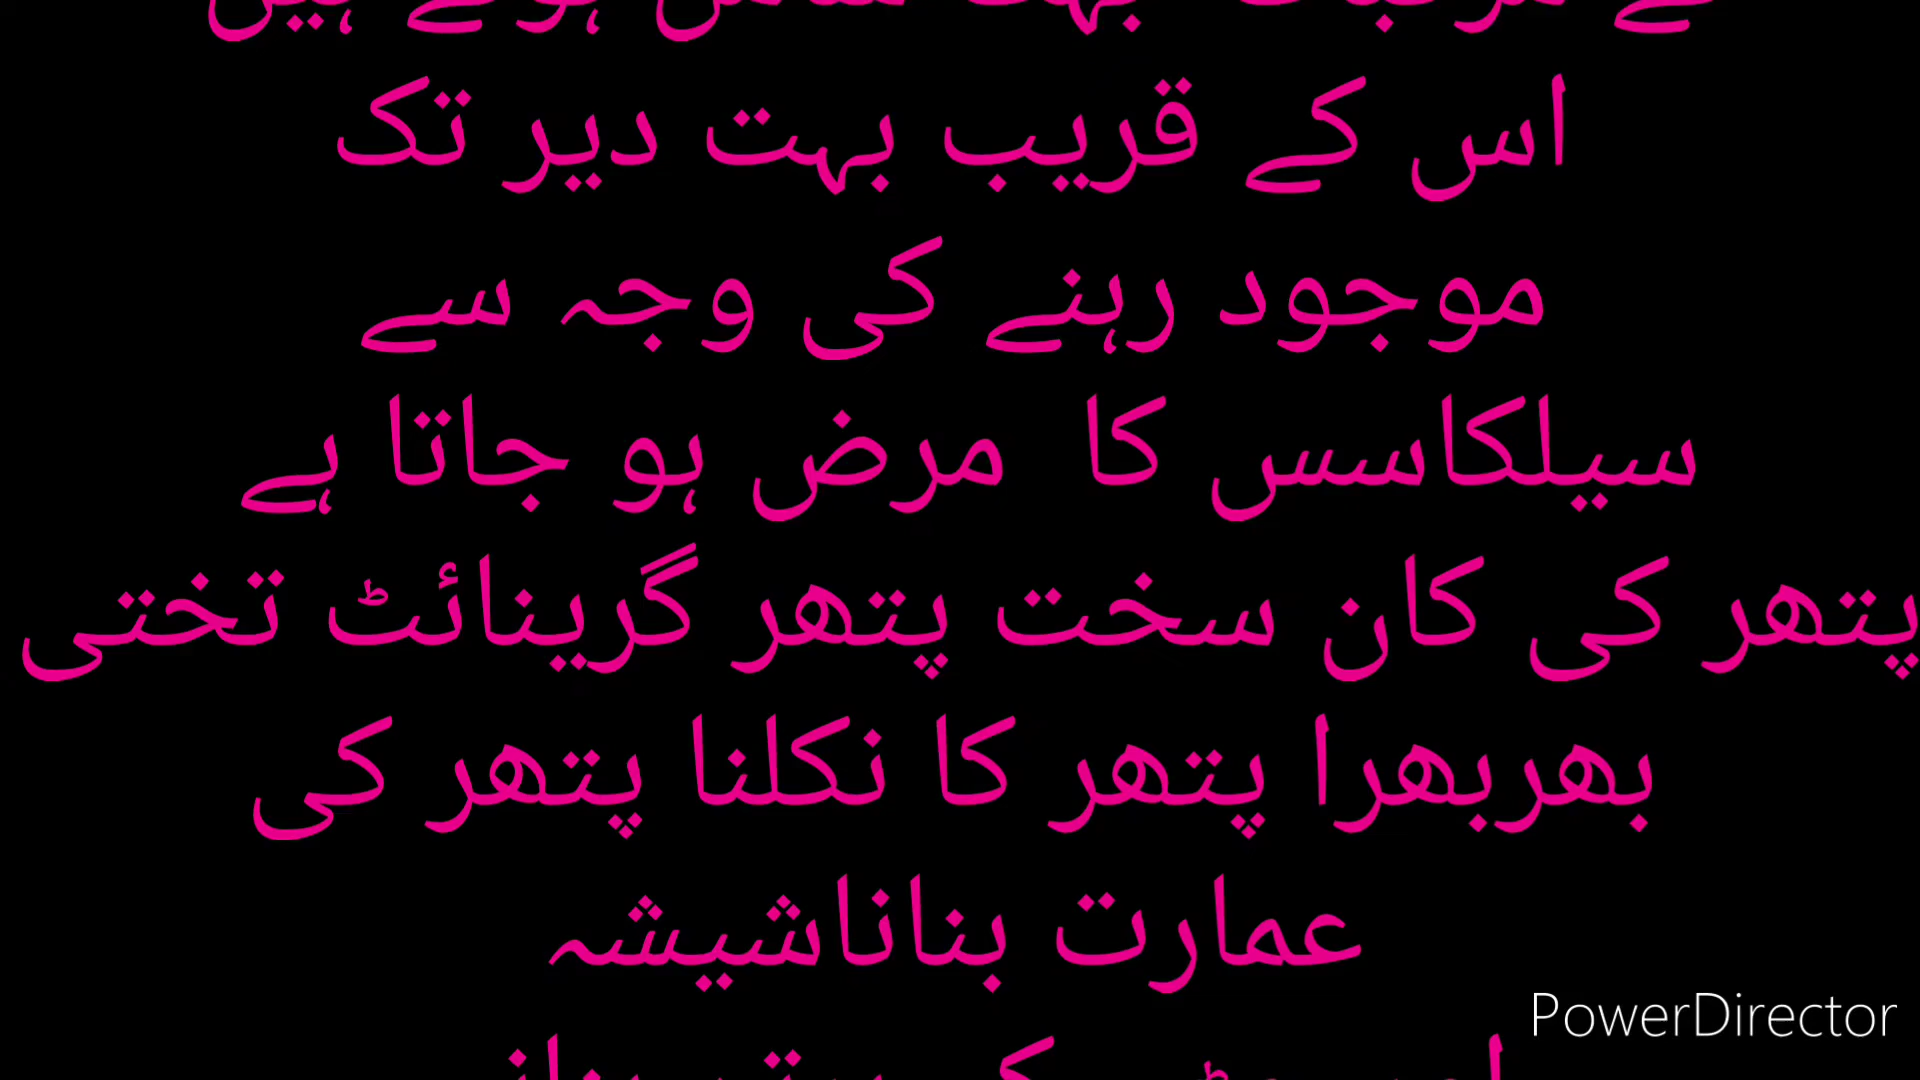 اس کے قریب بہت دیر تک
موجود رہنے کی وجہ سے
سیلکاسس کا مرض ہو جاتا ہے
پتھر کی کان سخت پتھر گرینائٹ تختی
بھربھرا پتھر کا نکلنا پتھر کی
عمارت بناناشیشہ
PowerDirector